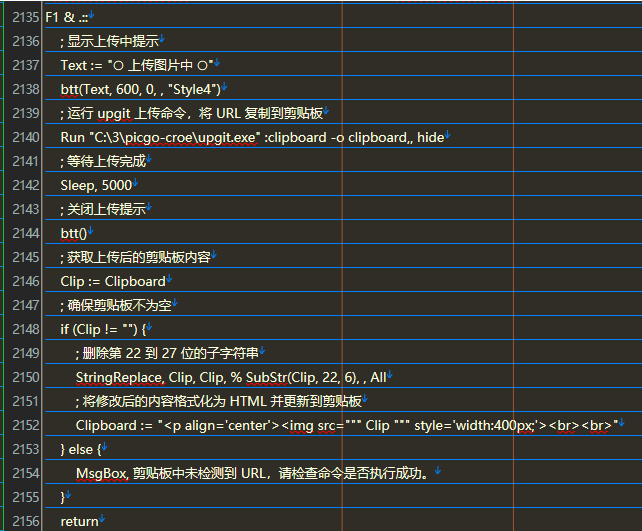 2135 F1 & .::
2136 ; 显示上传中提示
2137 Text := "○ 上传图片中 ○"
2138 btt(Text, 600, 0, , "Style4")
2139 ; 运行 upgit 上传命令，将 URL 复制到剪贴板
2140 Run "C:\3\picgo-croe\upgit.exe" :clipboard -o clipboard,, hide
2141 ; 等待上传完成
2142 Sleep, 5000
2143 ; 关闭上传提示
2144 btt()
2145 ; 获取上传后的剪贴板内容
2146 Clip := Clipboard
2147 ; 确保剪贴板不为空
2148 if (Clip != "") {
2149 ; 删除第 22 到 27 位的子字符串
2150 StringReplace, Clip, Clip, % SubStr(Clip, 22, 6), , All
2151 ; 将修改后的内容格式化为 HTML 并更新到剪贴板
2152 Clipboard := "<p align='center'><img src=""" Clip """ style='width:400px;'><br><br>"
2153 } else {
2154 MsgBox, 剪贴板中未检测到 URL，请检查命令是否执行成功。
2155 }
2156 return